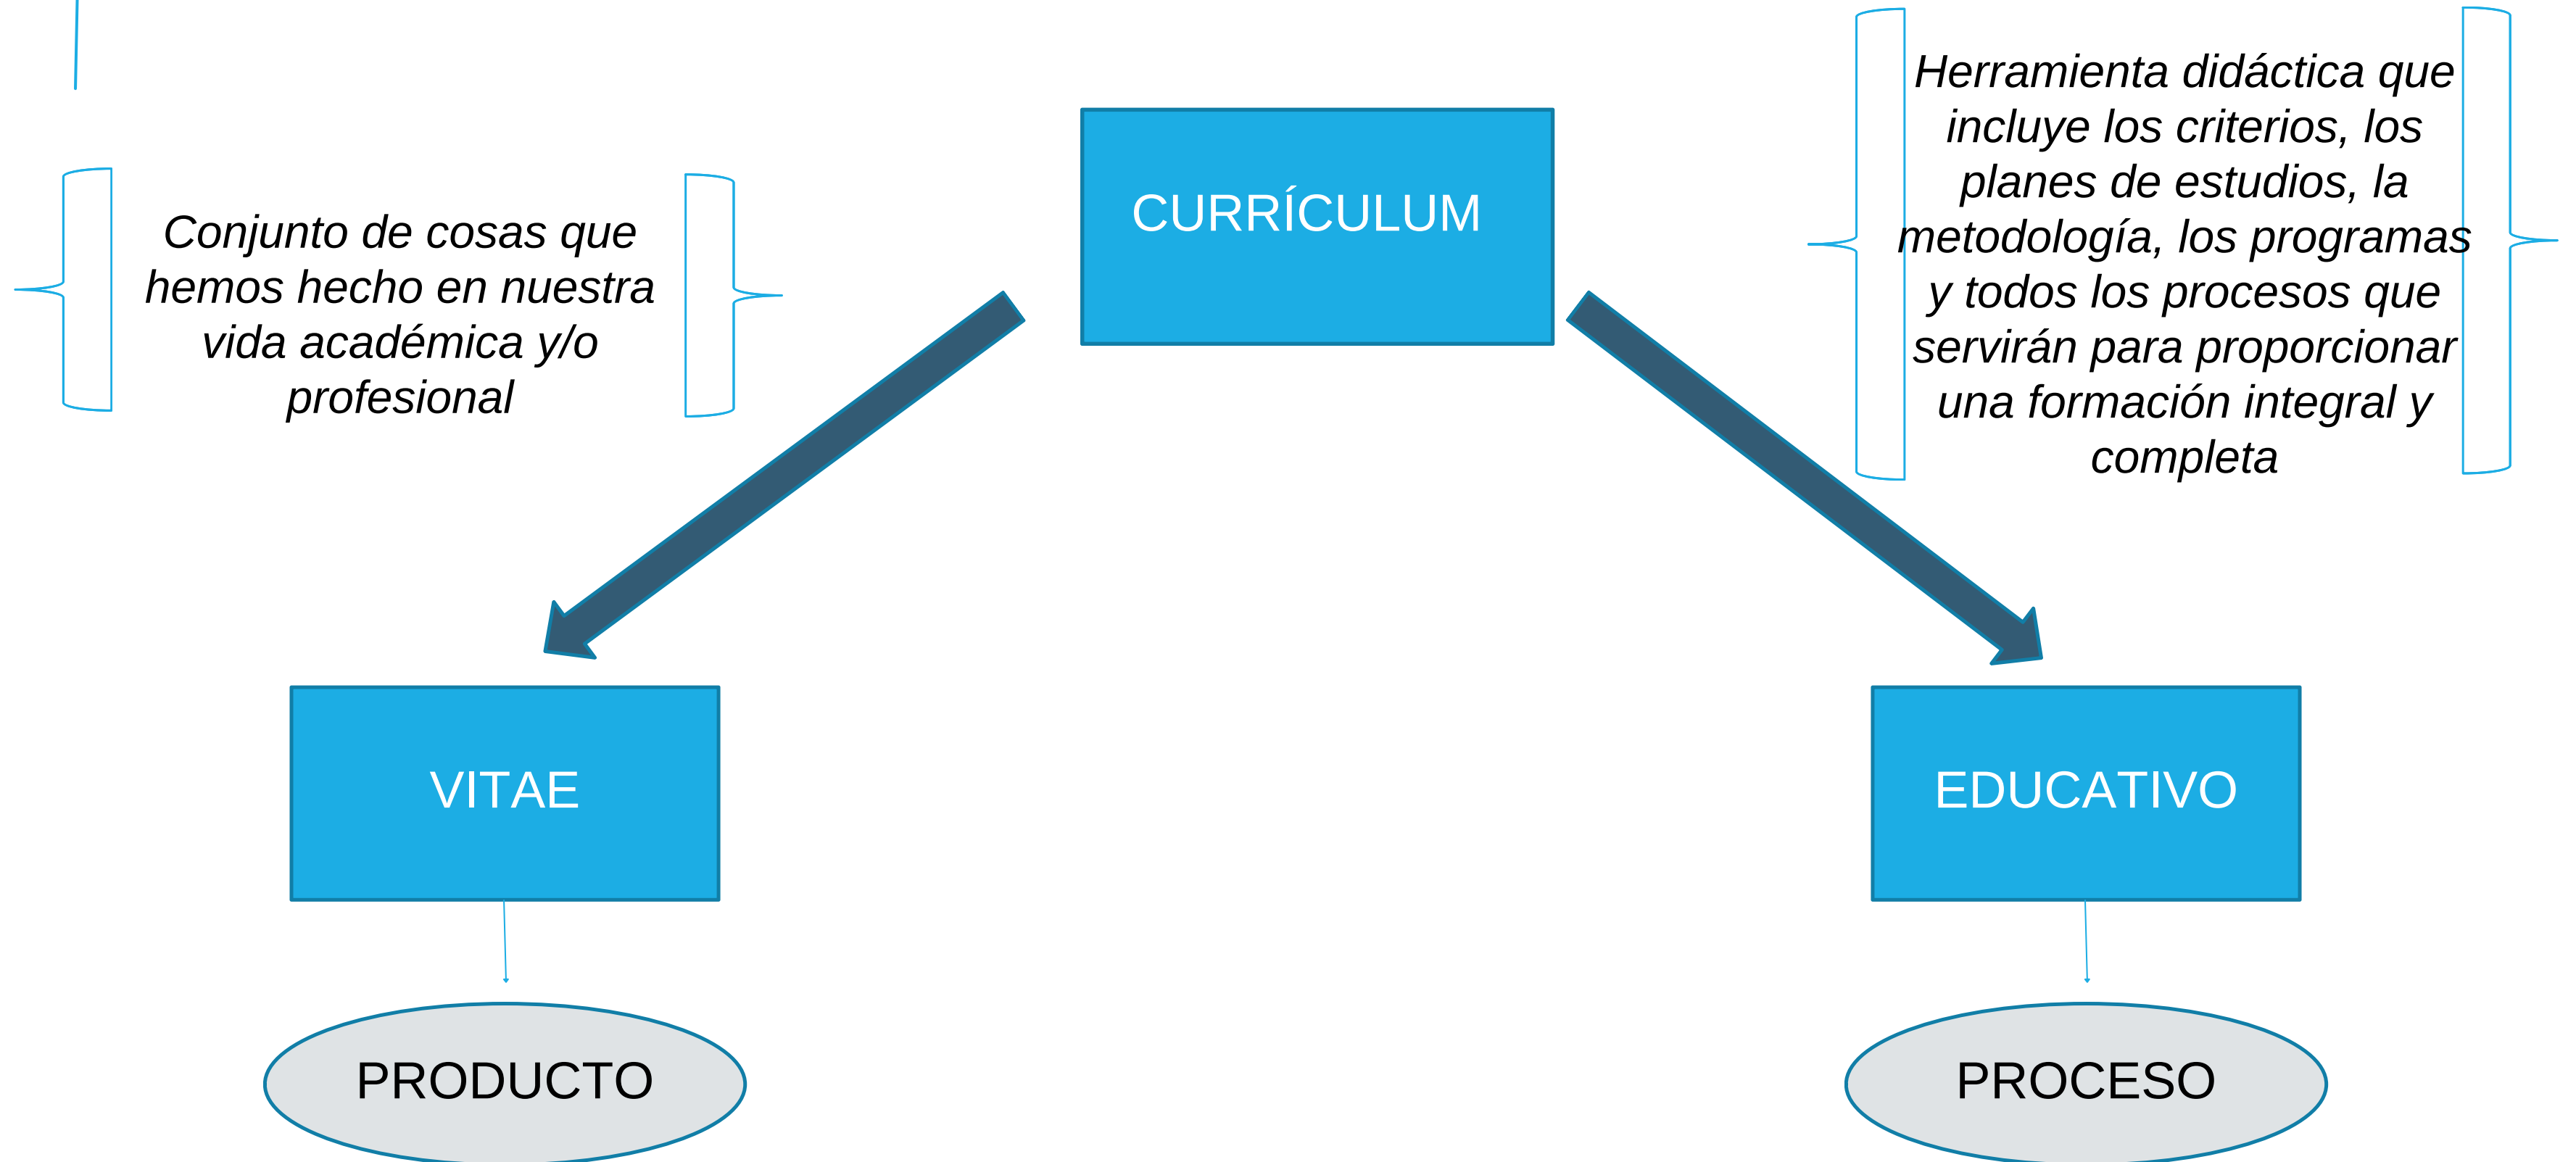 CURRÍCULUM
Conjunto de cosas que
hemos hecho en nuestra
vida académica y/o
profesional
Herramienta didáctica que
incluye los criterios, los
planes de estudios, la
metodología, los programas
y todos los procesos que
servirán para proporcionar
una formación integral y
completa
VITAE
EDUCATIVO
PRODUCTO
PROCESO